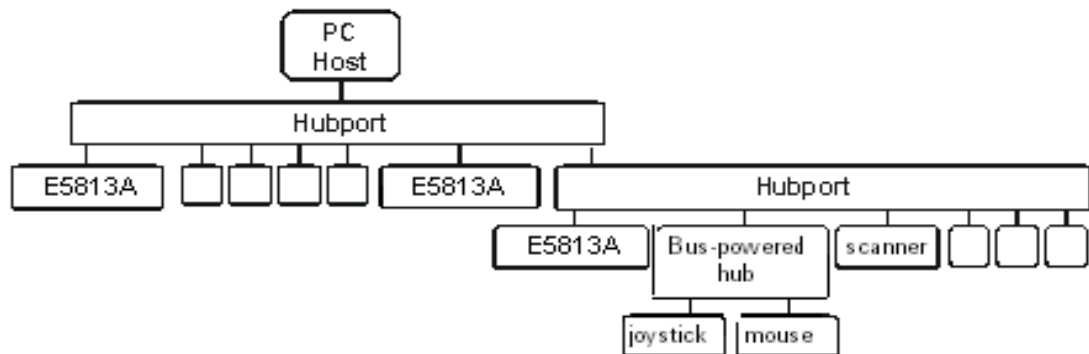 PC
Host
Hubport
E5813A
E5813A
Hubport
E5813A
Bus-powered
hub
scanner
joystick
mouse